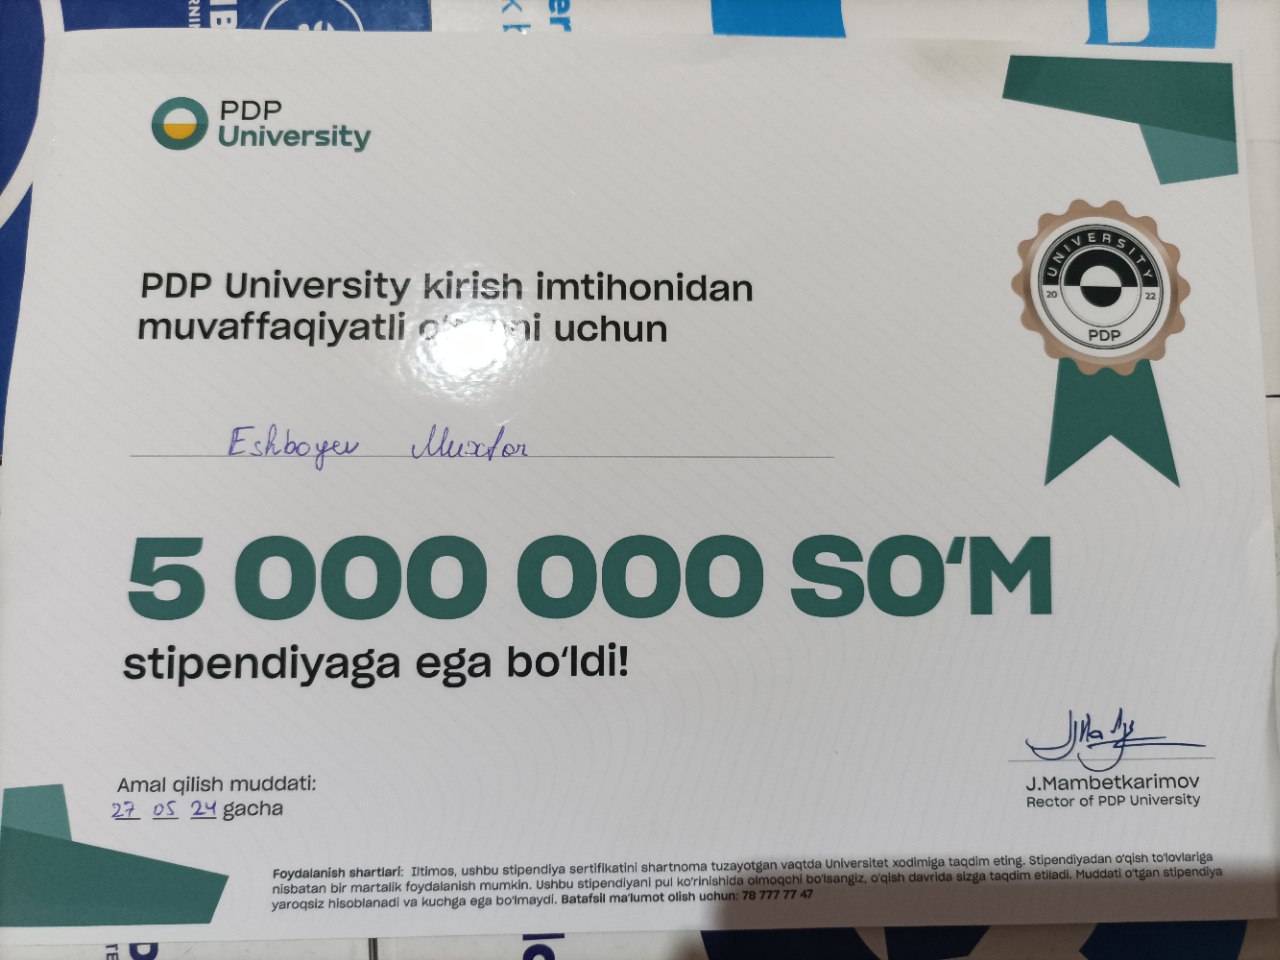 PDP
University
UNIVERSITY
20 22
PDP
PDP University kirish imtihonidan
muvaffaqiyatli uchun
Eshboyev Muxtor
5 000 000 SO‘M
stipendiyaga ega bo‘ldi!
J.Mambetkarimov
Rector of PDP University
Amal qilish muddati:
27 05 24 gacha
Foydalanish shartlari: Iltimos, ushbu stipendiya sertifikatini shartnoma tuzayotgan vaqtda Universitet xodimiga taqdim eting. Stipendiyadan o‘qish to‘lovlariga
nisbatan bir martalik foydalanish mumkin. Ushbu stipendiyani pul ko‘rinishida olmoqchi bo‘lsangiz, o‘qish davrida sizga taqdim etiladi. Muddati o‘tgan stipendiya
yaroqsiz hisoblanadi va kuchga ega bo‘lmaydi. Batafsil ma’lumot olish uchun: 78 777 77 47